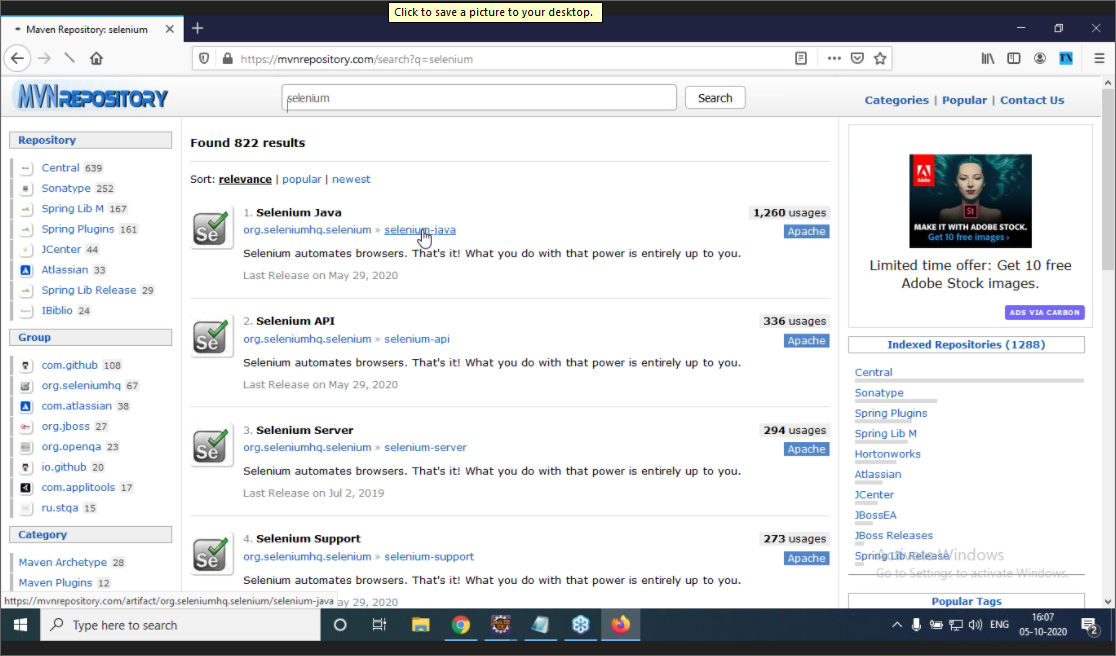 Click to save a picture to your desktop.
Maven Repository: selenium
https://mvnrepository.com/search?q=selenium
MVNREPOSITORY
selenium
Search
Categories | Popular | Contact Us
Repository
Central 639
Sonatype 252
Spring Lib M 167
Spring Plugins 161
JCenter 44
Atlassian 33
Spring Lib Release 29
IBiblio 24
Group
com.github 108
org.seleniumhq 67
com.atlassian 38
org.jboss 27
org.openqa 23
io.github 20
com.applitools 17
ru.stqa 15
Category
Maven Archetype 28
Maven Plugins 12
Found 822 results
Sort: relevance | popular | newest
1. Selenium Java
1,260 usages
org.seleniumhq.selenium » selenium-java
Apache
Selenium automates browsers. That's it! What you do with that power is entirely up to you.
Last Release on May 29, 2020
2. Selenium API
336 usages
org.seleniumhq.selenium » selenium-api
Apache
Selenium automates browsers. That's it! What you do with that power is entirely up to you.
Last Release on May 29, 2020
3. Selenium Server
294 usages
org.seleniumhq.selenium » selenium-server
Apache
Selenium automates browsers. That's it! What you do with that power is entirely up to you.
Last Release on Jul 2, 2019
4. Selenium Support
273 usages
org.seleniumhq.selenium » selenium-support
Apache
Selenium automates browsers. That's it! What you do with that power is entirely up to you.
ay 29, 2020
Se
Se
Se
Se
Adobe
St
MAKE IT WITH ADOBE STOCK.
Get 10 free images ›
Limited time offer: Get 10 free
Adobe Stock images.
ADS VIA CARBON
Indexed Repositories (1288)
Central
Sonatype
Spring Plugins
Spring Lib M
Hortonworks
Atlassian
JCenter
JBossEA
JBoss Releases
Spring Lib Release
Activate Windows
Go to Settings to activate Windows.
Popular Tags
https://mvnrepository.com/artifact/org.seleniumhq.selenium/selenium-java
Type here to search
ENG
16:07
05-10-2020
2